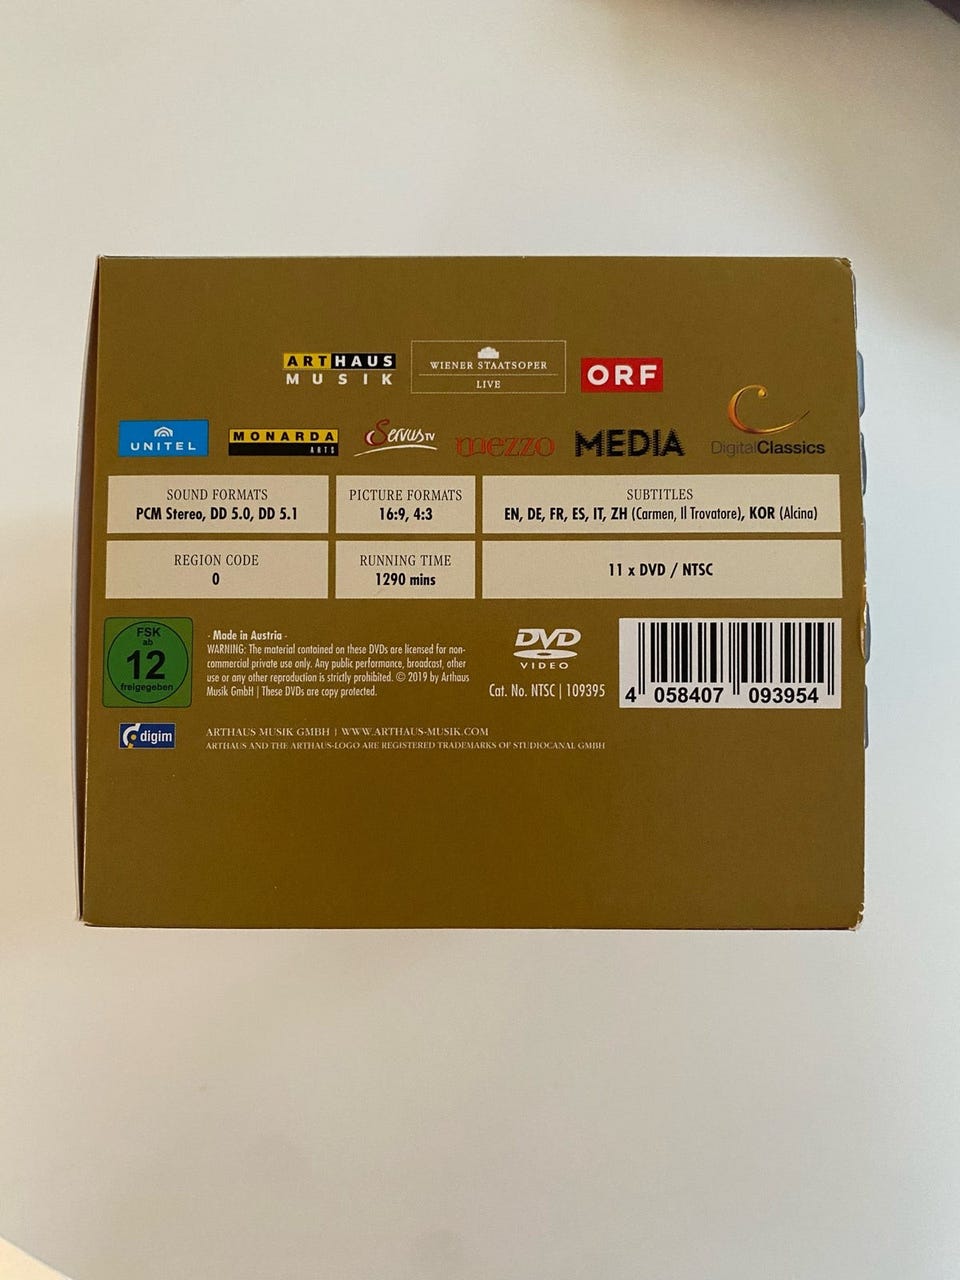 ARTHAUS
MUSIK
WIENER STAATSOPER
LIVE
ORF
UNITEL
MONARDA
ARTS
ServusTV
mezzo
MEDIA
DigitalClassics
SOUND FORMATS
PCM Stereo, DD 5.0, DD 5.1
PICTURE FORMATS
16:9, 4:3
SUBTITLES
EN, DE, FR, ES, IT, ZH (Carmen, Il Trovatore), KOR (Alcina)
REGION CODE
0
RUNNING TIME
1290 mins
11 x DVD / NTSC
FSK
ab
12
freigegeben
- Made in Austria -
WARNING: The material contained on these DVDs are licensed for non-
commercial private use only. Any public performance, broadcast, other
use or any other reproduction is strictly prohibited. © 2019 by Arthaus
Musik GmbH | These DVDs are copy protected.
DVD
VIDEO
Cat. No. NTSC | 109395
4 058407 093954
digim
ARTHAUS MUSIK GMBH | WWW.ARTHAUS-MUSIK.COM
ARTHAUS AND THE ARTHAUS-LOGO ARE REGISTERED TRADEMARKS OF STUDIOCANAL GMBH